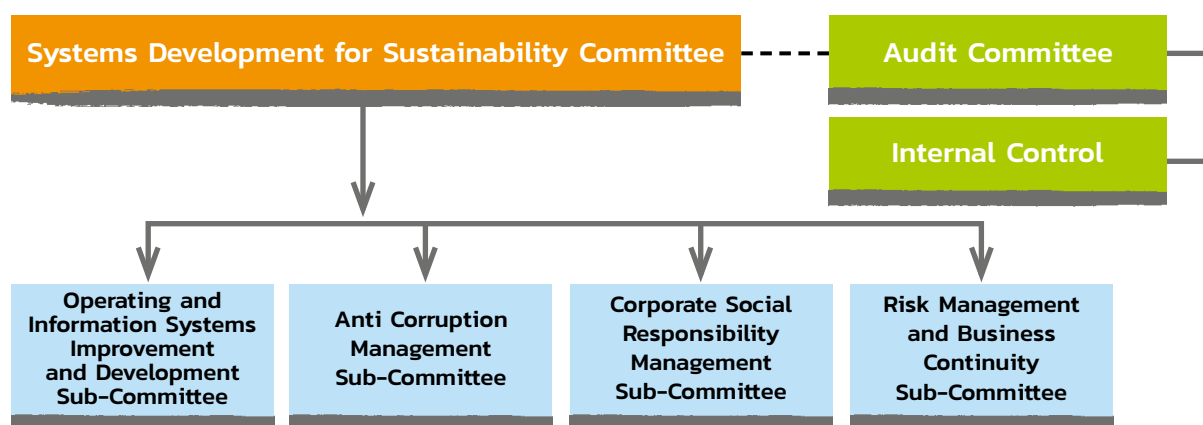 Systems Development for Sustainability Committee
Audit Committee
Internal Control
Operating and
Information Systems
Improvement
and Development
Sub-Committee
Anti Corruption
Management
Sub-Committee
Corporate Social
Responsibility
Management
Sub-Committee
Risk Management
and Business
Continuity
Sub-Committee